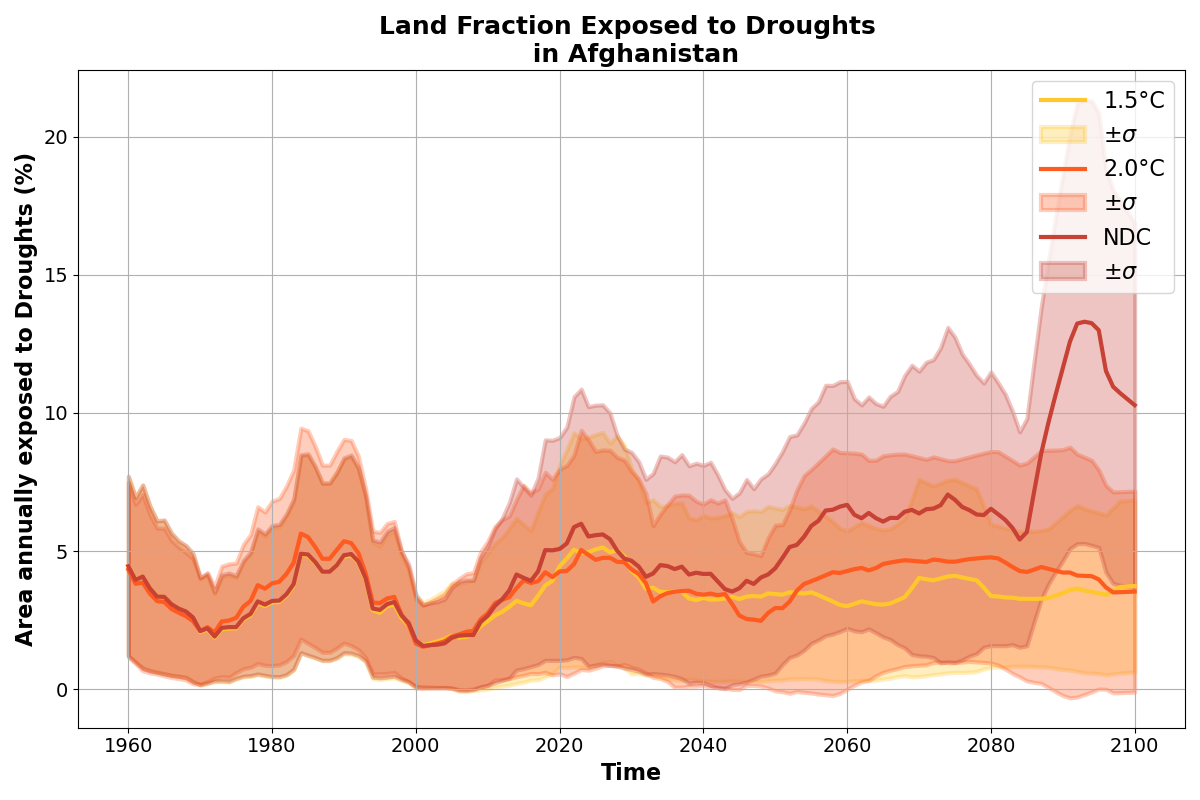 Land Fraction Exposed to Droughts
in Afghanistan
Area annually exposed to Droughts (%)
20
15
10
5
0
1.5°C
±σ
2.0°C
±σ
NDC
±σ
1960 1980 2000 2020 2040 2060 2080 2100
Time